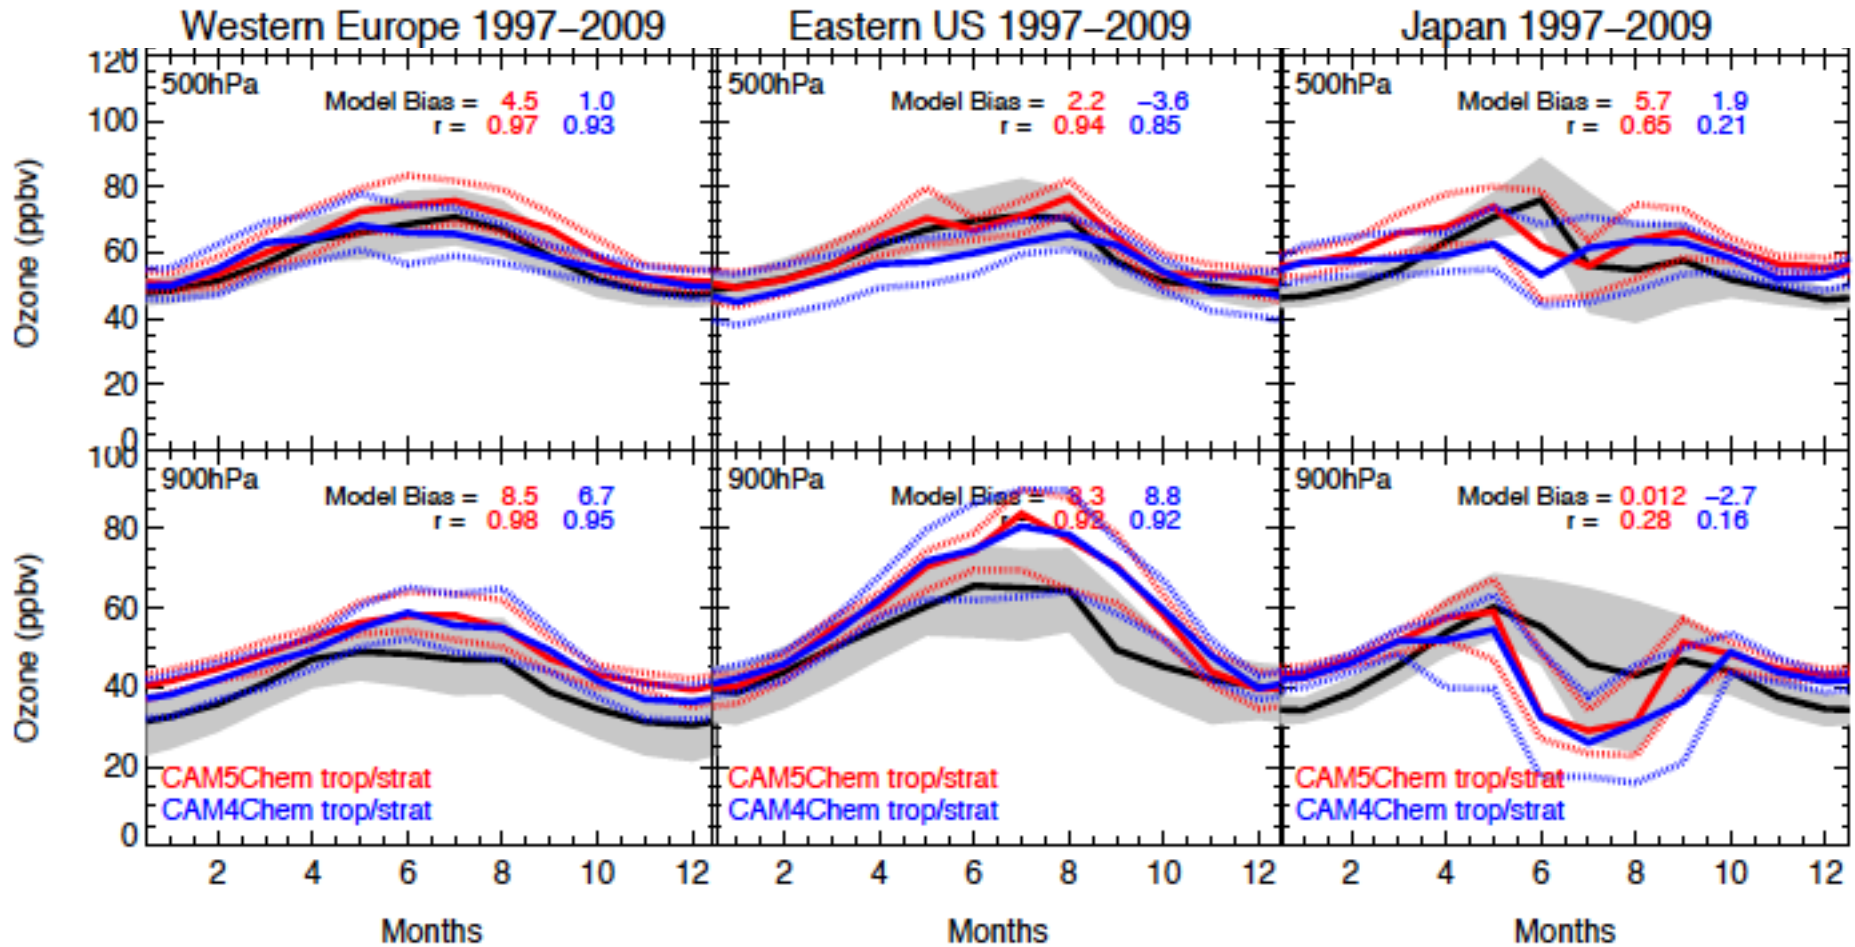 Western Europe 1997–2009
Eastern US 1997–2009
Japan 1997–2009
Ozone (ppbv)
120
100
80
60
40
20
0
500hPa
Model Bias = 4.5 1.0
r = 0.97 0.93
500hPa
Model Bias = 2.2 −3.6
r = 0.94 0.85
500hPa
Model Bias = 5.7 1.9
r = 0.65 0.21
Ozone (ppbv)
100
80
60
40
20
0
900hPa
Model Bias = 8.5 6.7
r = 0.98 0.95
CAM5Chem trop/strat
CAM4Chem trop/strat
900hPa
Model Bias = 8.8
r = 0.92 0.92
CAM5Chem trop/strat
CAM4Chem trop/strat
900hPa
Model Bias = 0.012 −2.7
r = 0.28 0.16
CAM5Chem trop/strat
CAM4Chem trop/strat
2 4 6 8 10 12
2 4 6 8 10 12
2 4 6 8 10 12
Months
Months
Months